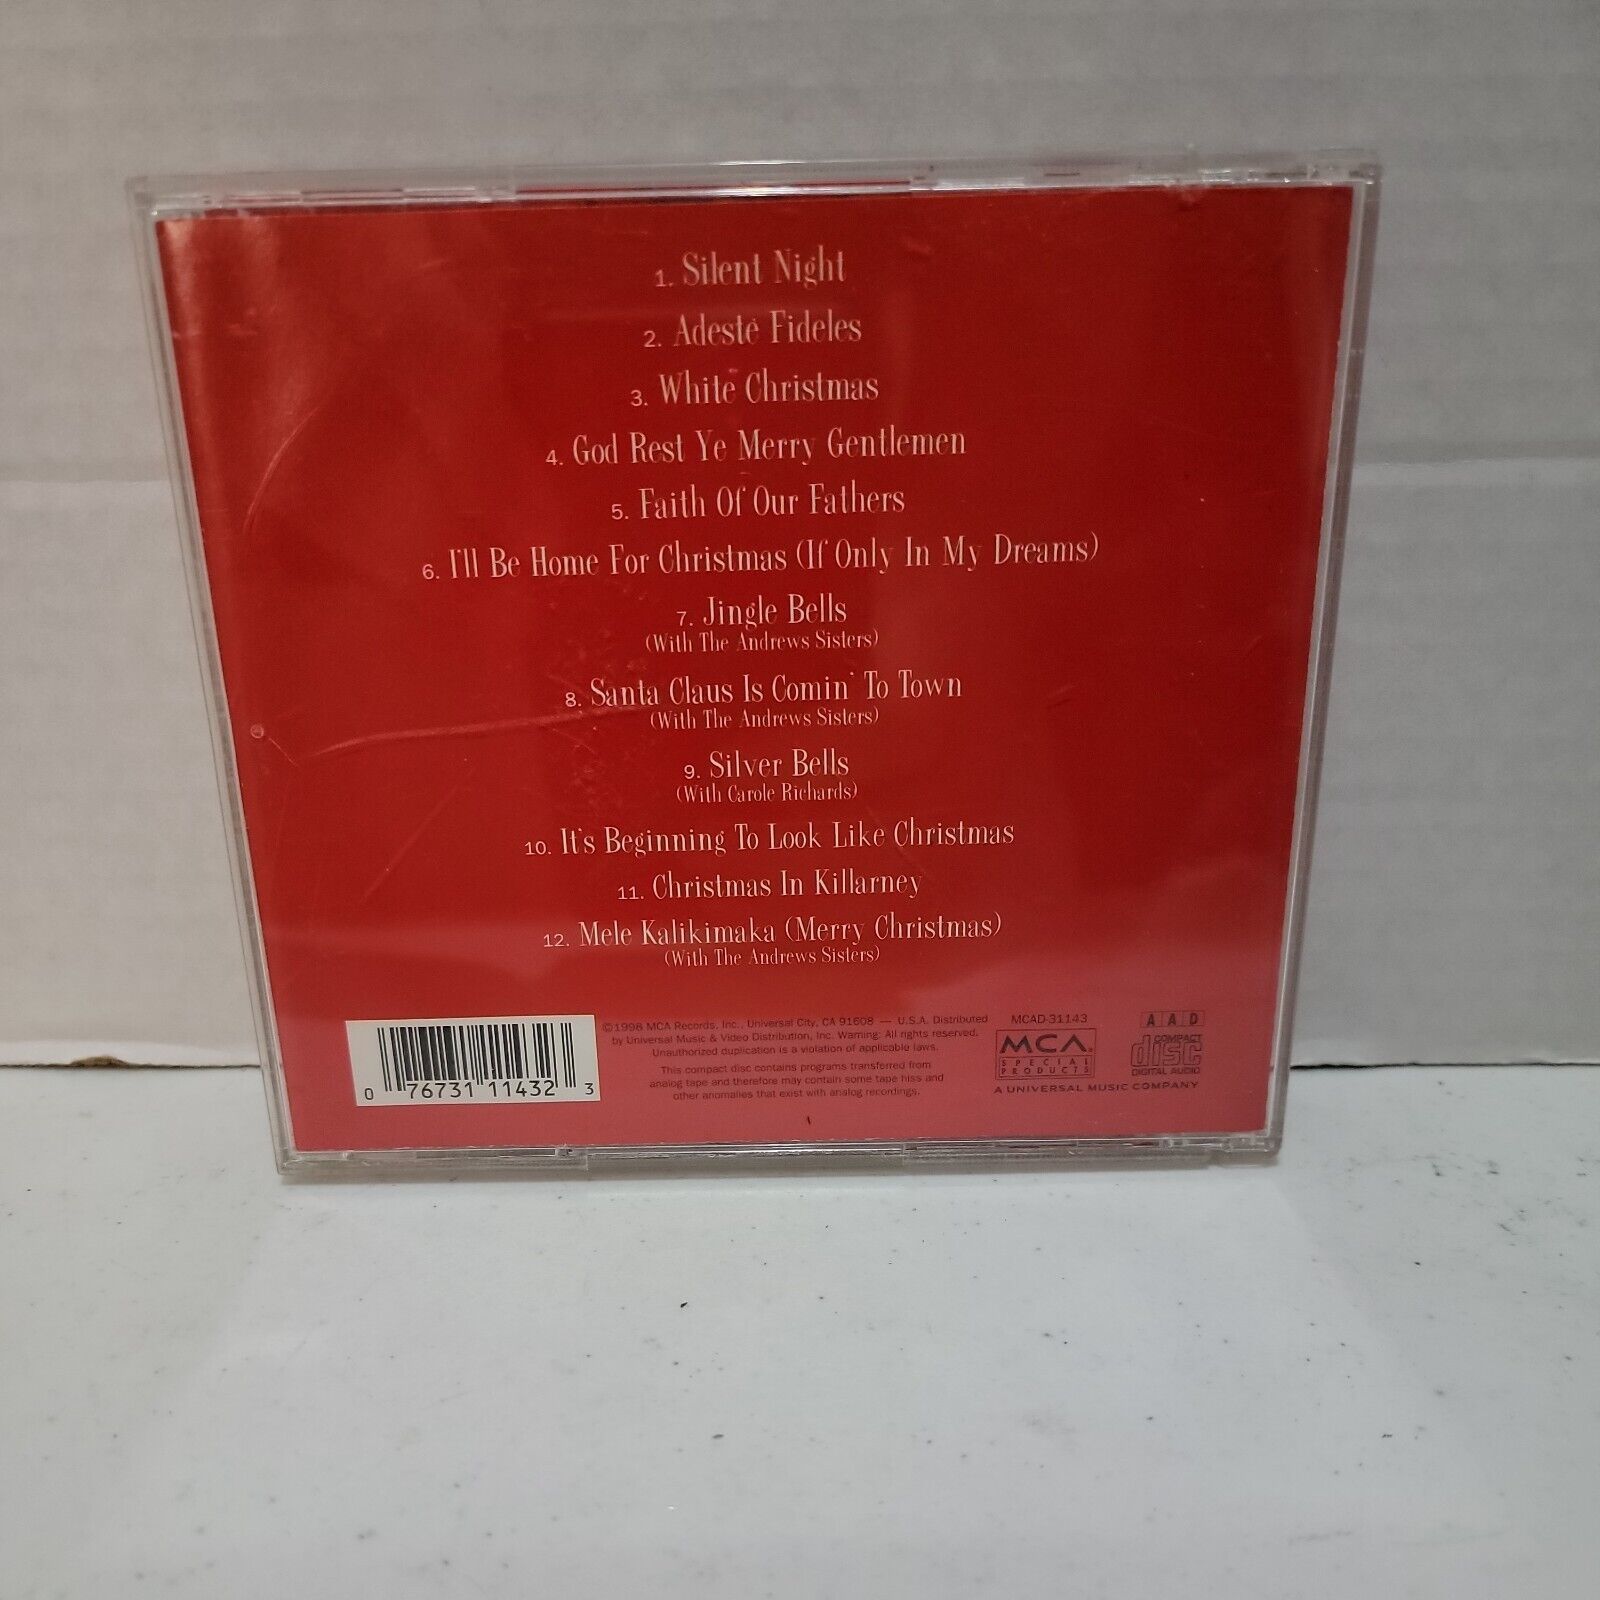 1. Silent Night
2. Adeste Fideles
3. White Christmas
4. God Rest Ye Merry Gentlemen
5. Faith Of Our Fathers
6. I'll Be Home For Christmas (If Only In My Dreams)
7. Jingle Bells
(With The Andrews Sisters)
8. Santa Claus Is Comin' To Town
(With The Andrews Sisters)
9. Silver Bells
(With Carole Richards)
10. It's Beginning To Look Like Christmas
11. Christmas In Killarney
12. Mele Kalikimaka (Merry Christmas)
(With The Andrews Sisters)
0 76731 11432 3
©1998 MCA Records, Inc., Universal City, CA 91608 — U.S.A. Distributed
by Universal Music & Video Distribution, Inc. Warning: All rights reserved.
Unauthorized duplication is a violation of applicable laws.
This compact disc contains programs transferred from
analog tape and therefore may contain some tape hiss and
other anomalies that exist with analog recordings.
MCAD-31143
MCA
SPECIAL
PRODUCTS
A UNIVERSAL MUSIC COMPANY
AAD
COMPACT
disc
DIGITAL AUDIO